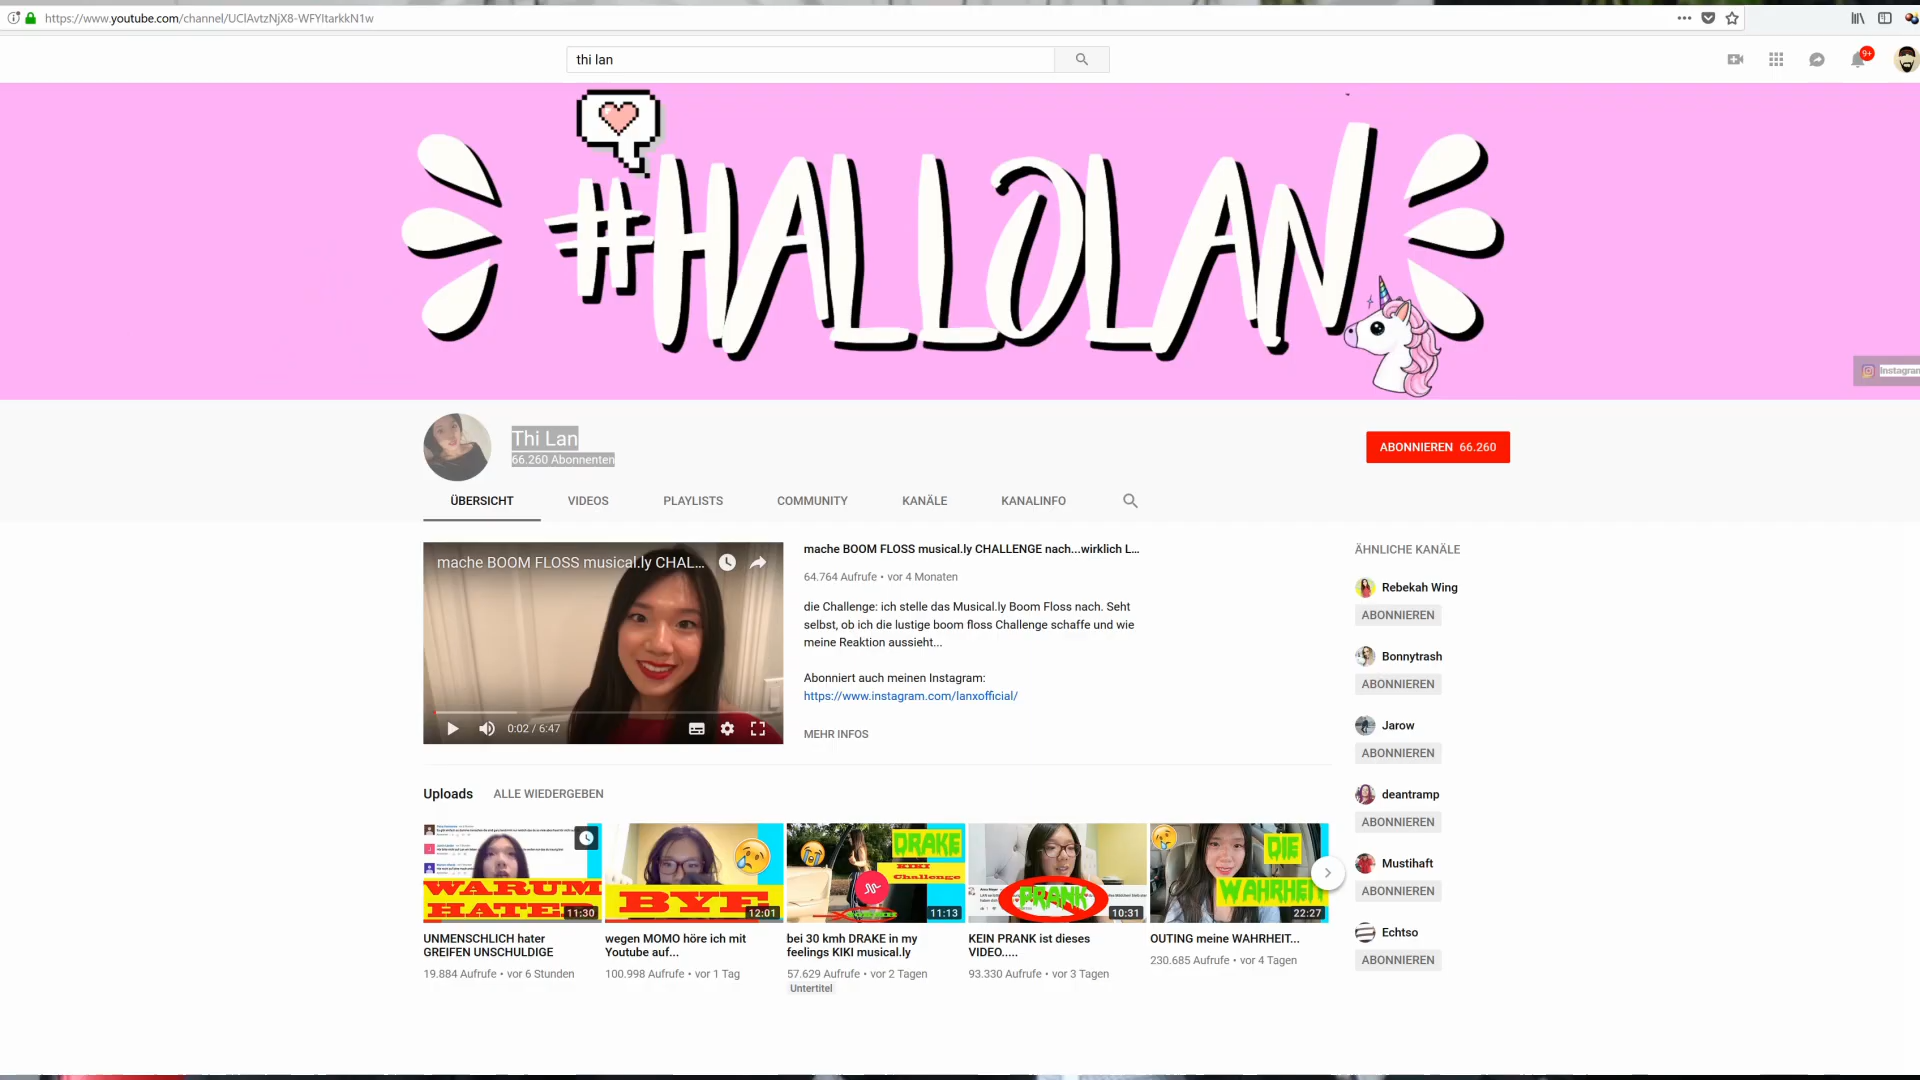 https://www.youtube.com/channel/UClAvtzNjX8-WFYltarkkN1w
thi lan
9+
#HALLOLAN
Thi Lan
66.260 Abonnenten
ABONNIEREN 66.260
ÜBERSICHT VIDEOS PLAYLISTS COMMUNITY KANÄLE KANALINFO
mache BOOM FLOSS musical.ly CHAL...
0:02 / 6:47
mache BOOM FLOSS musical.ly CHALLENGE nach...wirklich L...
64.764 Aufrufe • vor 4 Monaten
die Challenge: ich stelle das Musical.ly Boom Floss nach. Seht
selbst, ob ich die lustige boom floss Challenge schaffe und wie
meine Reaktion aussieht...
Abonniert auch meinen Instagram:
https://www.instagram.com/lanxofficial/
MEHR INFOS
ÄHNLICHE KANÄLE
Rebekah Wing
ABONNIEREN
Bonnytrash
ABONNIEREN
Jarow
ABONNIEREN
deantramp
ABONNIEREN
Mustihaft
ABONNIEREN
Echtso
ABONNIEREN
Uploads ALLE WIEDERGEBEN
WARUM
HATER
11:30
UNMENSCHLICH hater
GREIFEN UNSCHULDIGE
19.884 Aufrufe • vor 6 Stunden
BYE
12:01
wegen MOMO höre ich mit
Youtube auf...
100.998 Aufrufe • vor 1 Tag
DRAKE
KIKI
Challenge
11:13
bei 30 kmh DRAKE in my
feelings KIKI musical.ly
57.629 Aufrufe • vor 2 Tagen
Untertitel
PRANK
10:31
KEIN PRANK ist dieses
VIDEO.....
93.330 Aufrufe • vor 3 Tagen
DIE
WAHRHEIT
22:27
OUTING meine WAHRHEIT...
230.685 Aufrufe • vor 4 Tagen